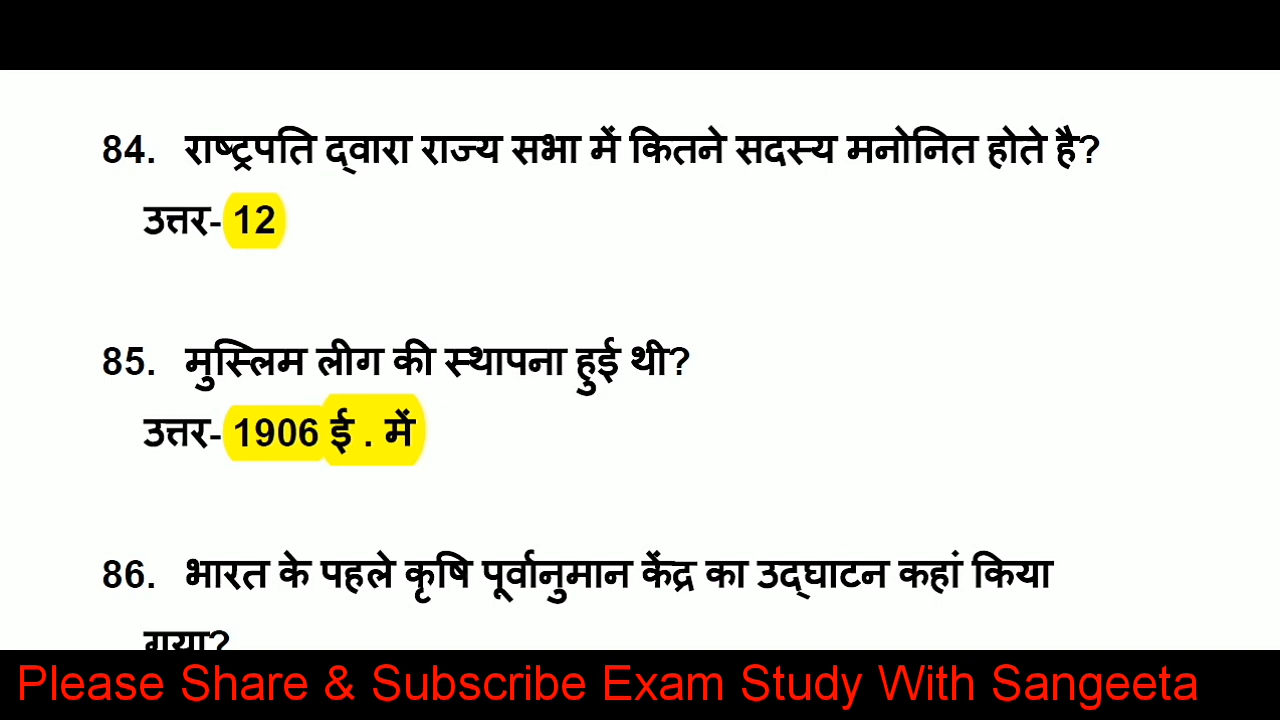 84. राष्ट्रपति द्वारा राज्य सभा में कितने सदस्य मनोनित होते है?
उत्तर- 12
85. मुस्लिम लीग की स्थापना हुई थी?
उत्तर- 1906 ई . में
86. भारत के पहले कृषि पूर्वानुमान केंद्र का उद्घाटन कहां किया
गया?
Please Share & Subscribe Exam Study With Sangeeta